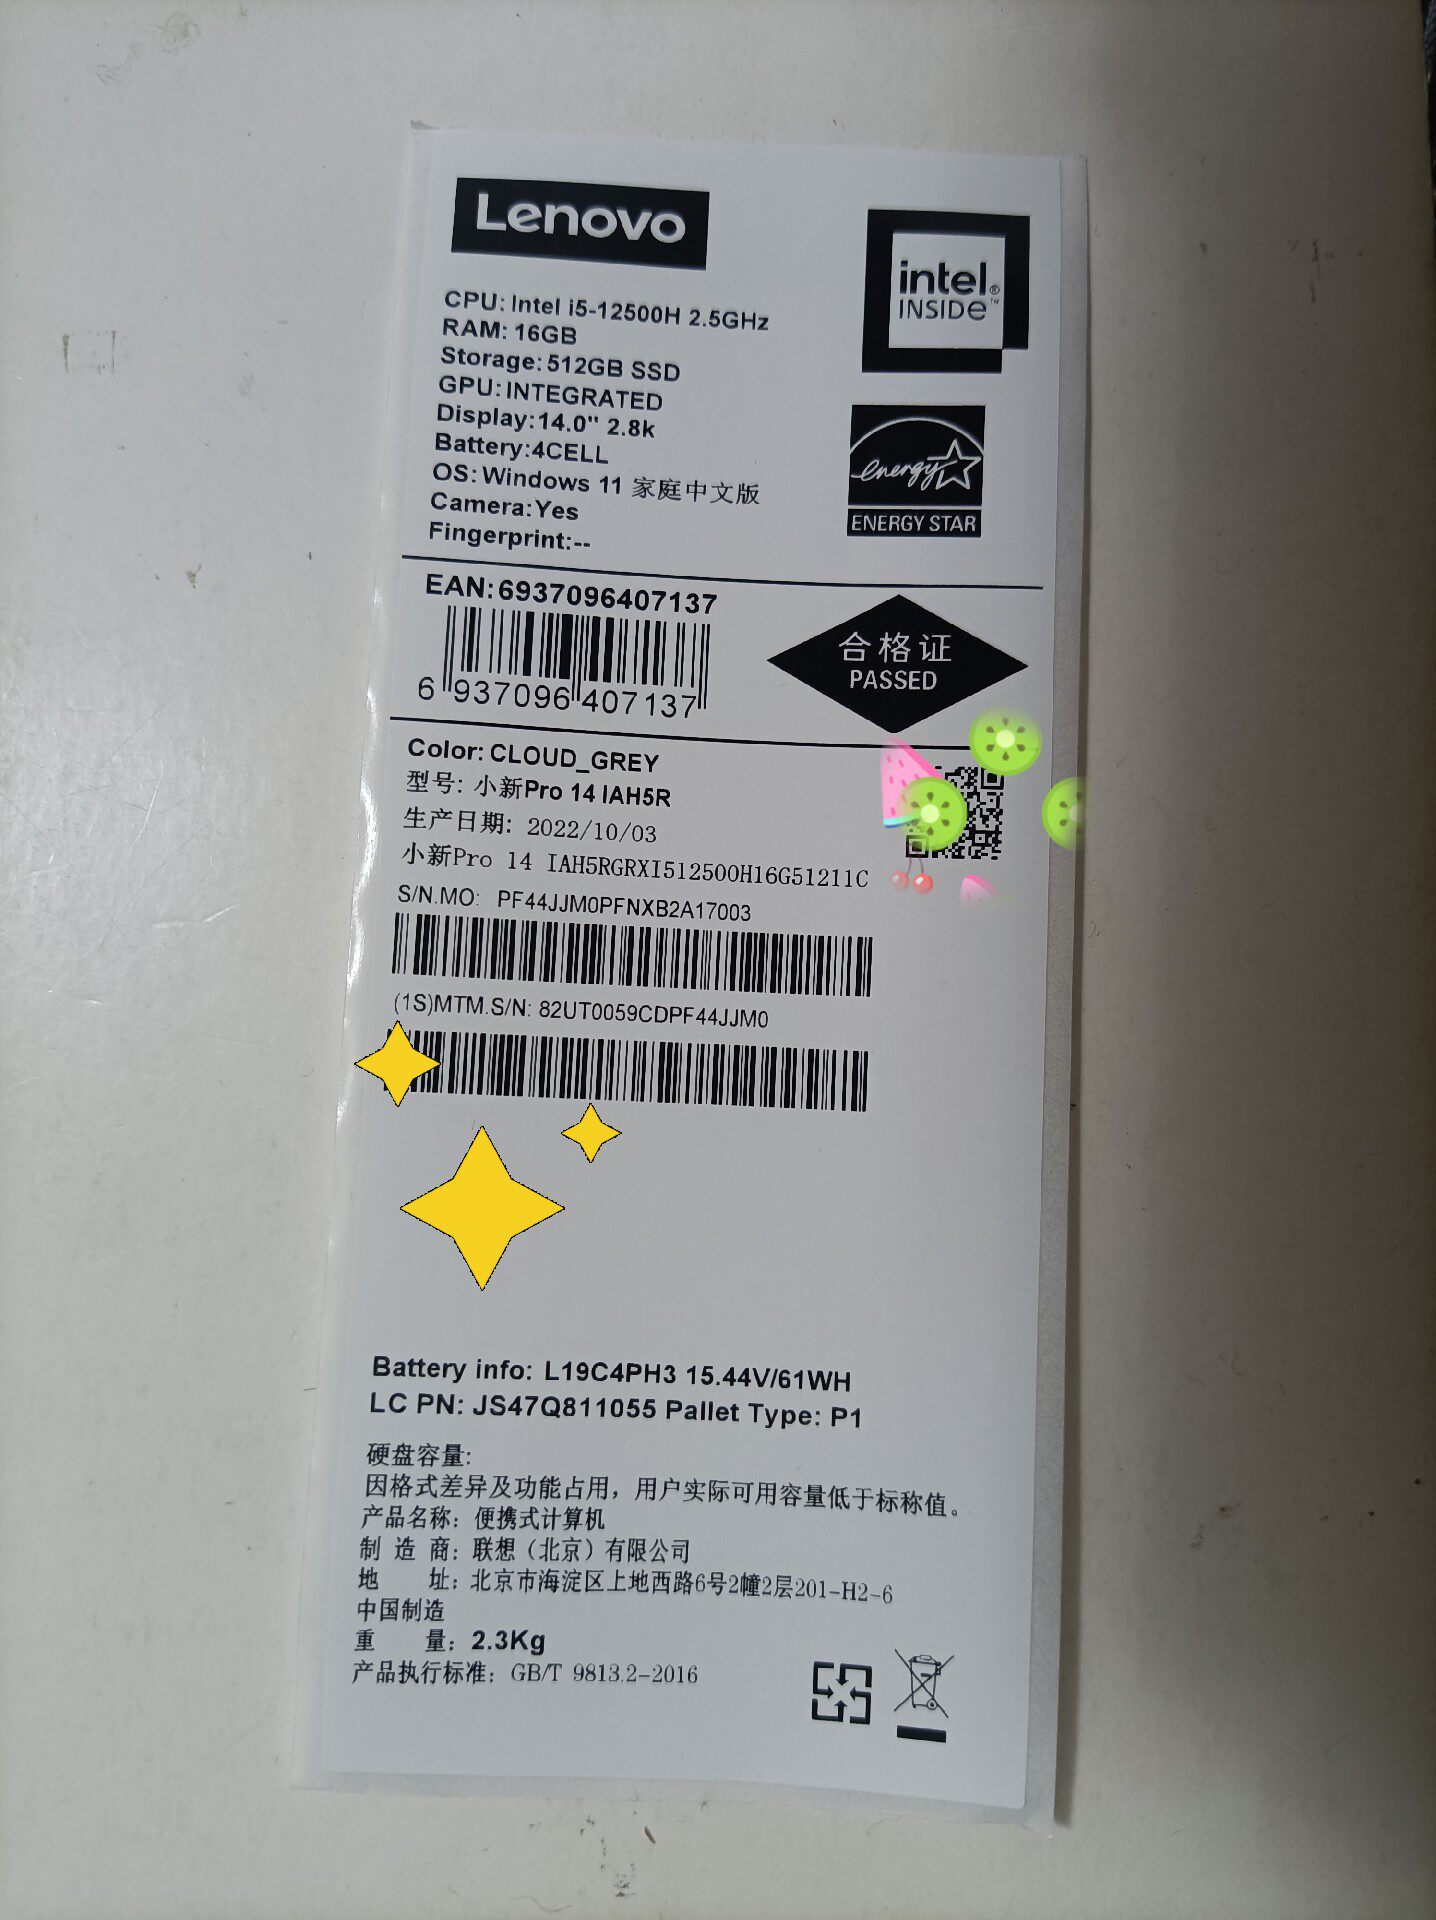 Lenovo
intel®
INSIDE™
CPU: Intel i5-12500H 2.5GHz
RAM: 16GB
Storage:512GB SSD
GPU:INTEGRATED
Display:14.0" 2.8k
Battery:4CELL
OS:Windows 11 家庭中文版
Camera:Yes
Fingerprint:--
energy
ENERGY STAR
EAN:6937096407137
6 937096 407137
合格证
PASSED
Color: CLOUD_GREY
型号: 小新Pro 14 IAH5R
生产日期: 2022/10/03
小新Pro 14 IAH5RGRXI512500H16G51211C
S/N.MO: PF44JJM0PFNXB2A17003
(1S)MTM.S/N: 82UT0059CDPF44JJM0
Battery info: L19C4PH3 15.44V/61WH
LC PN: JS47Q811055 Pallet Type: P1
硬盘容量:
因格式差异及功能占用，用户实际可用容量低于标称值。
产品名称：便携式计算机
制 造 商：联想（北京）有限公司
地 址：北京市海淀区上地西路6号2幢2层201-H2-6
中国制造
重 量：2.3Kg
产品执行标准：GB/T 9813.2-2016